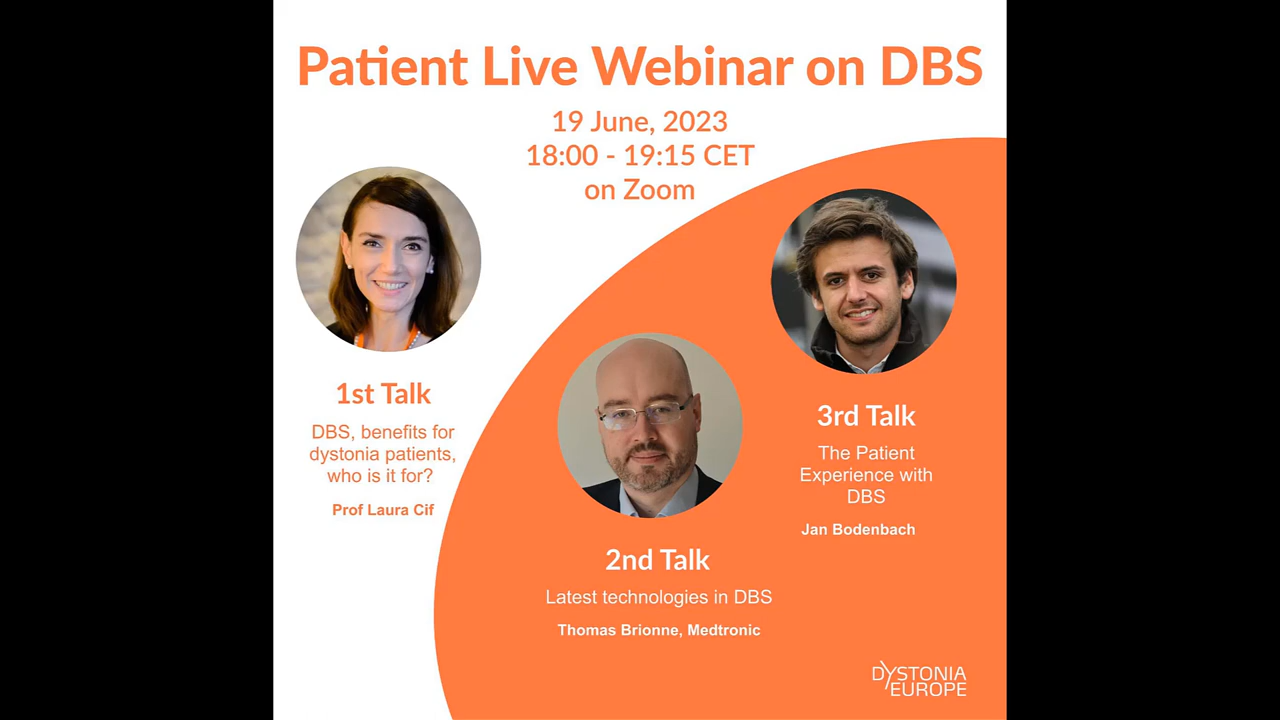 Patient Live Webinar on DBS
19 June, 2023
18:00 - 19:15 CET
on Zoom
1st Talk
DBS, benefits for
dystonia patients,
who is it for?
Prof Laura Cif
2nd Talk
Latest technologies in DBS
Thomas Brionne, Medtronic
3rd Talk
The Patient
Experience with
DBS
Jan Bodenbach
DYSTONIA
EUROPE